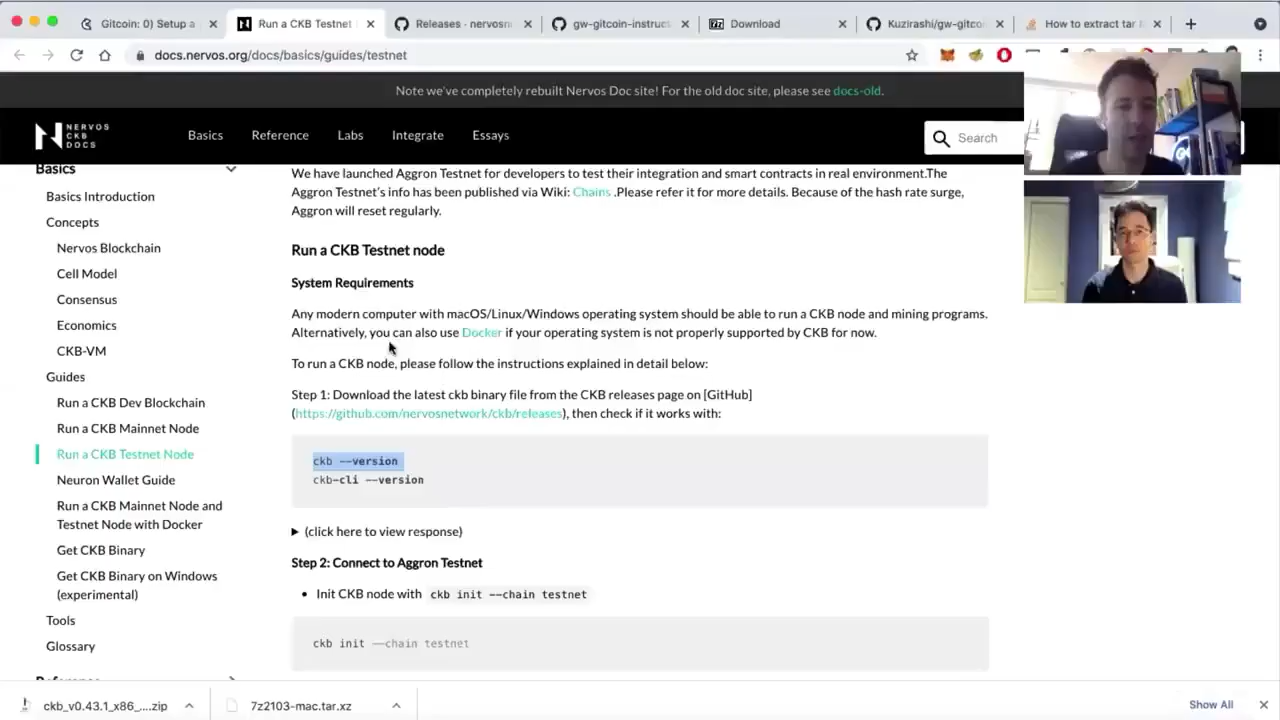 Gitcoin: 0) Setup a
Run a CKB Testnet
Releases · nervosn
gw-gitcoin-instruc
7z Download
Kuzirashi/gw-gitco
How to extract tar
docs.nervos.org/docs/basics/guides/testnet
Note we've completely rebuilt Nervos Doc site! For the old doc site, please see docs-old.
NERVOS
CKB
DOCS
Basics
Reference
Labs
Integrate
Essays
Search
Basics
Basics Introduction
Concepts
Nervos Blockchain
Cell Model
Consensus
Economics
CKB-VM
Guides
Run a CKB Dev Blockchain
Run a CKB Mainnet Node
Run a CKB Testnet Node
Neuron Wallet Guide
Run a CKB Mainnet Node and
Testnet Node with Docker
Get CKB Binary
Get CKB Binary on Windows
(experimental)
Tools
Glossary
Reference
We have launched Aggron Testnet for developers to test their integration and smart contracts in real environment.The
Aggron Testnet's info has been published via Wiki: Chains .Please refer it for more details. Because of the hash rate surge,
Aggron will reset regularly.
Run a CKB Testnet node
System Requirements
Any modern computer with macOS/Linux/Windows operating system should be able to run a CKB node and mining programs.
Alternatively, you can also use Docker if your operating system is not properly supported by CKB for now.
To run a CKB node, please follow the instructions explained in detail below:
Step 1: Download the latest ckb binary file from the CKB releases page on [GitHub]
(https://github.com/nervosnetwork/ckb/releases), then check if it works with:
ckb --version
ckb-cli --version
(click here to view response)
Step 2: Connect to Aggron Testnet
• Init CKB node with ckb init --chain testnet
ckb init --chain testnet
ckb_v0.43.1_x86_....zip
7z2103-mac.tar.xz
Show All